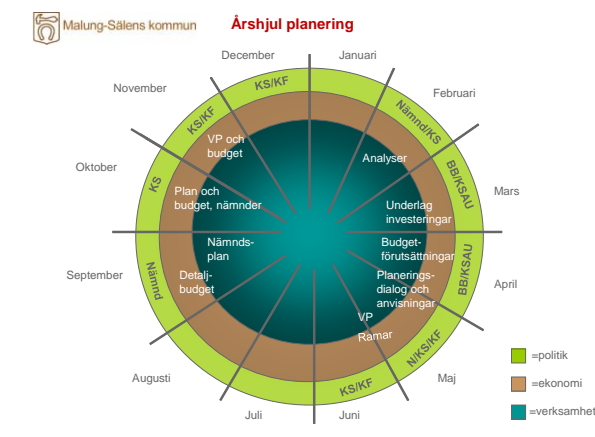 Malung-Sälens kommun
Årshjul planering
December
Januari
November
Februari
KS/KF
KS/KF
Nämnd/KS
VP och
budget
Analyser
Oktober
KS
BB/KSAU
Mars
Plan och
budget, nämnder
Underlag
investeringar
Nämnds-
plan
Budget-
förutsättningar
September
Nämnd
BB/KSAU
April
Detalj-
budget
Planerings-
dialog och
anvisningar
VP
Ramar
N/KS/KF
KS/KF
Augusti
Maj
Juli
Juni
=politik
=ekonomi
=verksamhet